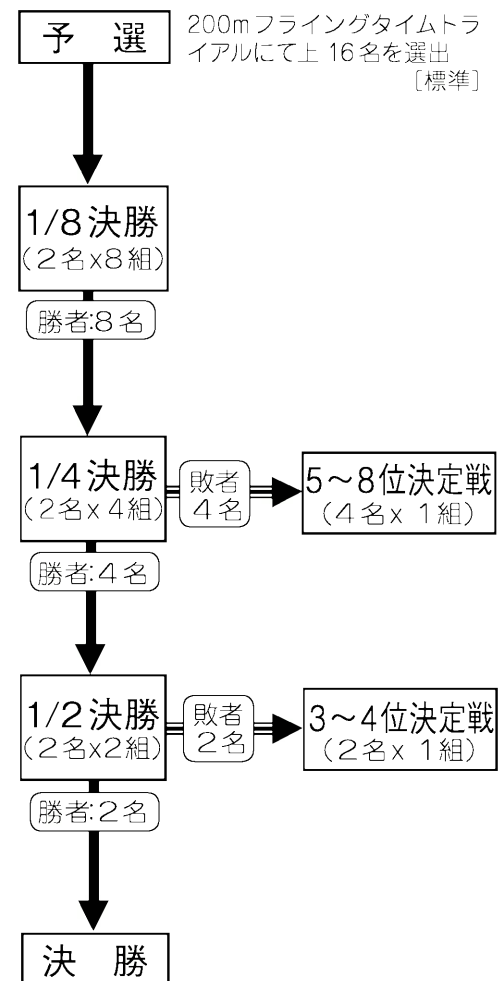 予 選
200mフライングタイムトラ
イアルにて上 16名を選出
[標準]
1/8決勝
(2名x8組)
勝者:8名
1/4決勝
(2名x 4組)
敗者
4名
5～8位決定戦
(4名x 1組)
勝者:4名
1/2決勝
(2名x2組)
敗者
2名
3～4位決定戦
(2名x 1組)
勝者:2名
決 勝